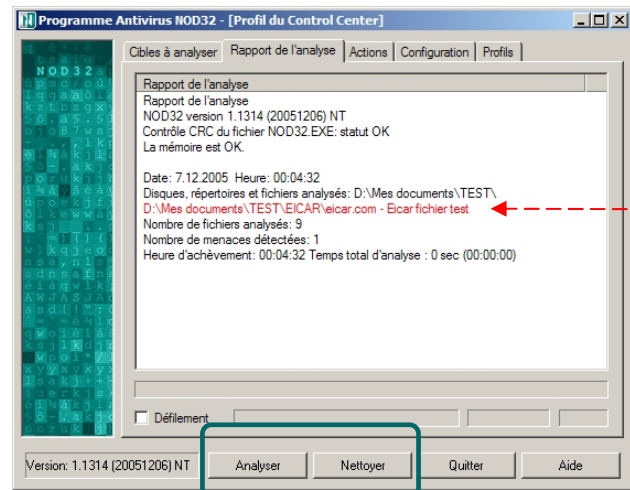 Programme Antivirus NOD32 - [Profil du Control Center]
Cibles à analyser Rapport de l'analyse Actions Configuration Profils
NOD32
Rapport de l'analyse
Rapport de l'analyse
NOD32 version 1.1314 (20051206) NT
Contrôle CRC du fichier NOD32.EXE: statut OK
La mémoire est OK.
Date: 7.12.2005 Heure: 00:04:32
Disques, répertoires et fichiers analysés: D:\Mes documents\TEST\
D:\Mes documents\TEST\EICAR\eicar.com - Eicar fichier test
Nombre de fichiers analysés: 9
Nombre de menaces détectées: 1
Heure d'achèvement: 00:04:32 Temps total d'analyse : 0 sec (00:00:00)
Défilement
Version: 1.1314 (20051206) NT Analyser Nettoyer Quitter Aide